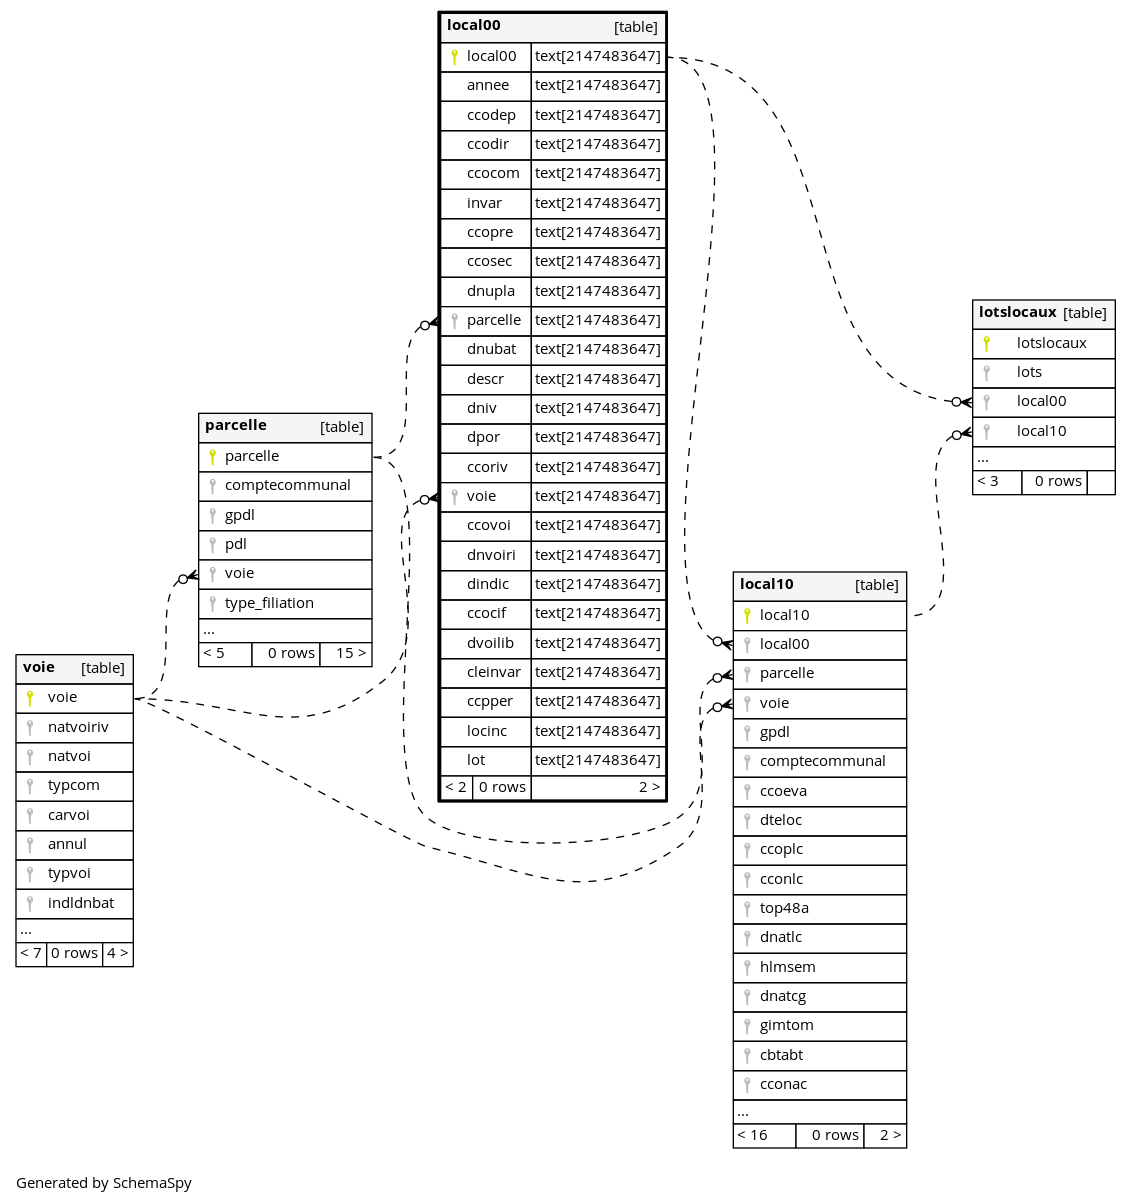 local00 [table]
local00 text[2147483647]
annee text[2147483647]
ccodep text[2147483647]
ccodir text[2147483647]
ccocom text[2147483647]
invar text[2147483647]
ccopre text[2147483647]
ccosec text[2147483647]
dnupla text[2147483647]
parcelle text[2147483647]
dnubat text[2147483647]
descr text[2147483647]
dniv text[2147483647]
dpor text[2147483647]
ccoriv text[2147483647]
voie text[2147483647]
ccovoi text[2147483647]
dnvoiri text[2147483647]
dindic text[2147483647]
ccocif text[2147483647]
dvoilib text[2147483647]
cleinvar text[2147483647]
ccpper text[2147483647]
locinc text[2147483647]
lot text[2147483647]
< 2 0 rows 2 >
lotslocaux [table]
lotslocaux
lots
local00
local10
...
< 3 0 rows
parcelle [table]
parcelle
comptecommunal
gpdl
pdl
voie
type_filiation
...
< 5 0 rows 15 >
voie [table]
voie
natvoiriv
natvoi
typcom
carvoi
annul
typvoi
indldnbat
...
< 7 0 rows 4 >
local10 [table]
local10
local00
parcelle
voie
gpdl
comptecommunal
ccoeva
dteloc
ccoplc
cconlc
top48a
dnatlc
hlmsem
dnatcg
gimtom
cbtabt
cconac
...
< 16 0 rows 2 >
Generated by SchemaSpy